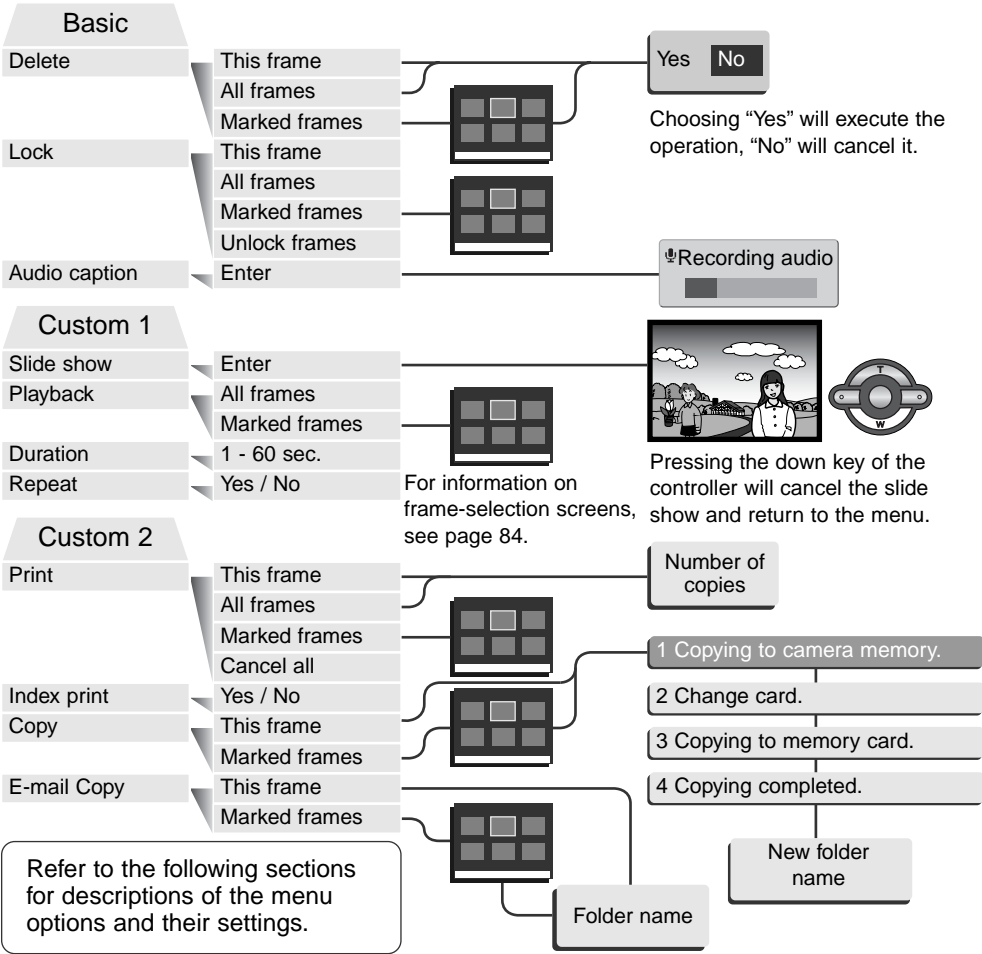 Basic
Delete
This frame
All frames
Marked frames
Yes No
Choosing “Yes” will execute the
operation, “No” will cancel it.
Lock
This frame
All frames
Marked frames
Unlock frames
Audio caption
Enter
Recording audio
Custom 1
Slide show
Enter
Playback
All frames
Marked frames
Duration
1 - 60 sec.
Repeat
Yes / No
For information on
frame-selection screens,
see page 84.
T
W
Pressing the down key of the
controller will cancel the slide
show and return to the menu.
Custom 2
Print
This frame
All frames
Marked frames
Cancel all
Number of
copies
Index print
Yes / No
Copy
This frame
Marked frames
1 Copying to camera memory.
2 Change card.
3 Copying to memory card.
4 Copying completed.
New folder
name
E-mail Copy
This frame
Marked frames
Folder name
Refer to the following sections
for descriptions of the menu
options and their settings.